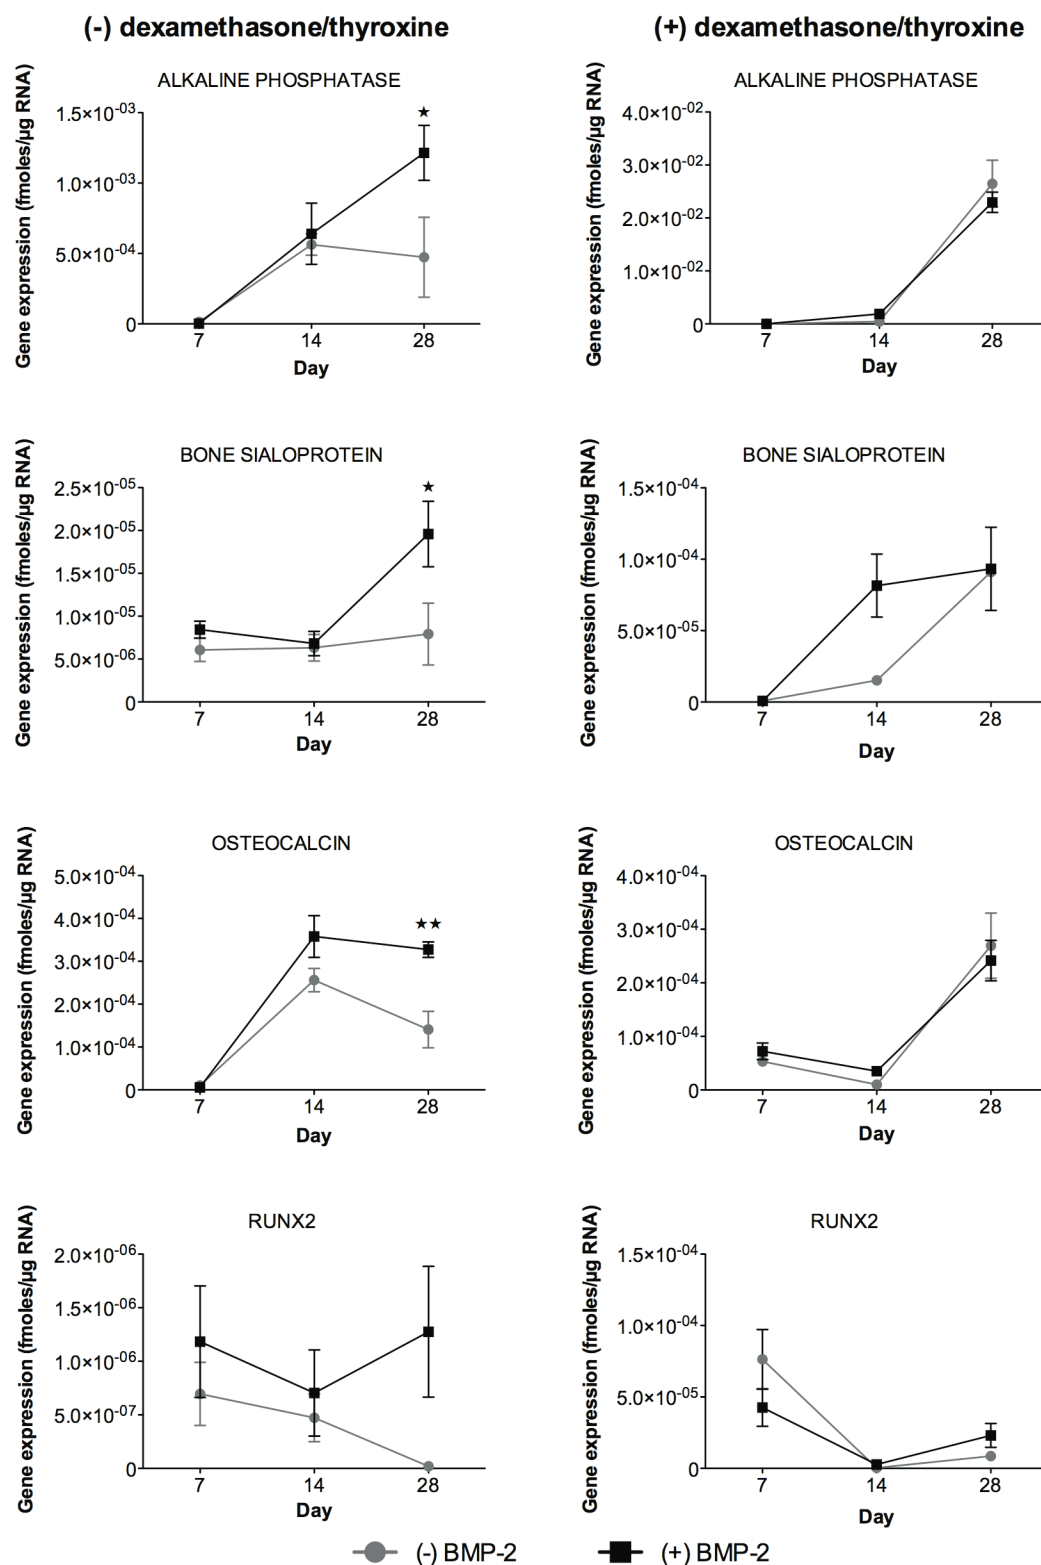 (-) dexamethasone/thyroxine
(+) dexamethasone/thyroxine
ALKALINE PHOSPHATASE
Gene expression (fmoles/µg RNA)
1.5×10⁻⁰³
1.0×10⁻⁰³
5.0×10⁻⁰⁴
0
7 14 28
Day
★
ALKALINE PHOSPHATASE
Gene expression (fmoles/µg RNA)
4.0×10⁻⁰²
3.0×10⁻⁰²
2.0×10⁻⁰²
1.0×10⁻⁰²
0
7 14 28
Day
BONE SIALOPROTEIN
Gene expression (fmoles/µg RNA)
2.5×10⁻⁰⁵
2.0×10⁻⁰⁵
1.5×10⁻⁰⁵
1.0×10⁻⁰⁵
5.0×10⁻⁰⁶
0
7 14 28
Day
★
BONE SIALOPROTEIN
Gene expression (fmoles/µg RNA)
1.5×10⁻⁰⁴
1.0×10⁻⁰⁴
5.0×10⁻⁰⁵
0
7 14 28
Day
OSTEOCALCIN
Gene expression (fmoles/µg RNA)
5.0×10⁻⁰⁴
4.0×10⁻⁰⁴
3.0×10⁻⁰⁴
2.0×10⁻⁰⁴
1.0×10⁻⁰⁴
0
7 14 28
Day
★★
OSTEOCALCIN
Gene expression (fmoles/µg RNA)
4.0×10⁻⁰⁴
3.0×10⁻⁰⁴
2.0×10⁻⁰⁴
1.0×10⁻⁰⁴
0
7 14 28
Day
RUNX2
Gene expression (fmoles/µg RNA)
2.0×10⁻⁰⁶
1.5×10⁻⁰⁶
1.0×10⁻⁰⁶
5.0×10⁻⁰⁷
0
7 14 28
Day
RUNX2
Gene expression (fmoles/µg RNA)
1.5×10⁻⁰⁴
1.0×10⁻⁰⁴
5.0×10⁻⁰⁵
0
7 14 28
Day
(-) BMP-2
(+) BMP-2